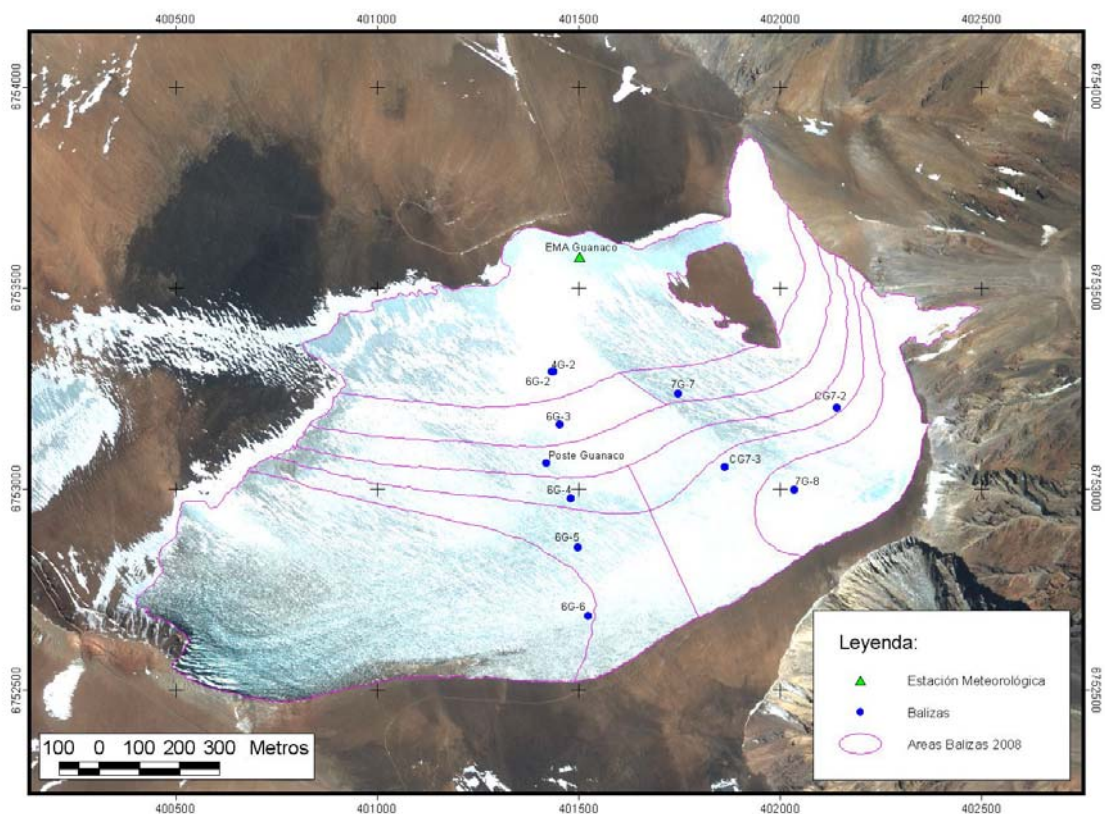 400500 401000 401500 402000 402500
6754000 6754000
EMA Guanaco
6753500 6753500
4G-2
6G-2
7G-7
CG7-2
6G-3
Poste Guanaco
CG7-3
6G-4
7G-8
6753000 6753000
6G-5
6G-6
Leyenda:
Estación Meteorológica
Balizas
Areas Balizas 2008
6752500 6752500
100 0 100 200 300 Metros
400500 401000 401500 402000 402500